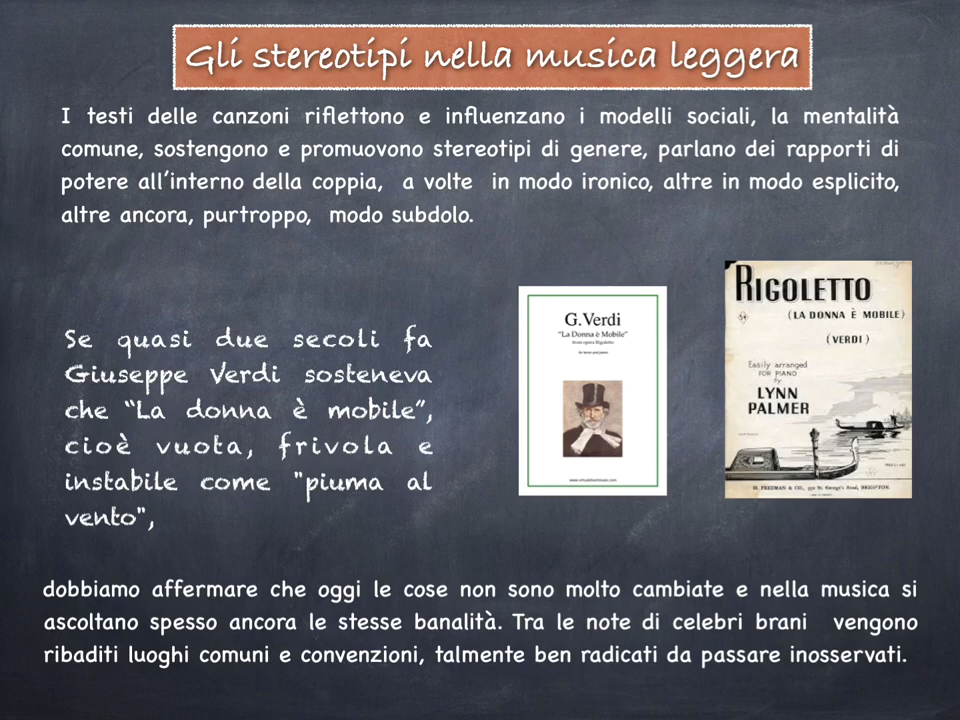 Gli stereotipi nella musica leggera
I testi delle canzoni riflettono e influenzano i modelli sociali, la mentalità
comune, sostengono e promuovono stereotipi di genere, parlano dei rapporti di
potere all'interno della coppia, a volte in modo ironico, altre in modo esplicito,
altre ancora, purtroppo, modo subdolo.
Se quasi due secoli fa
Giuseppe Verdi sosteneva
che "La donna è mobile",
cioè vuota, frivola e
instabile come "piuma al
vento",
G.Verdi
"La Donna è Mobile"
from opera Rigoletto
for tenor and piano
www.virtualsheetmusic.com
RIGOLETTO
(LA DONNA È MOBILE)
(VERDI)
Easily arranged
FOR PIANO
by
LYNN
PALMER
H. FREEMAN & CO., St. George's Road, BRIGHTON.
dobbiamo affermare che oggi le cose non sono molto cambiate e nella musica si
ascoltano spesso ancora le stesse banalità. Tra le note di celebri brani vengono
ribaditi luoghi comuni e convenzioni, talmente ben radicati da passare inosservati.